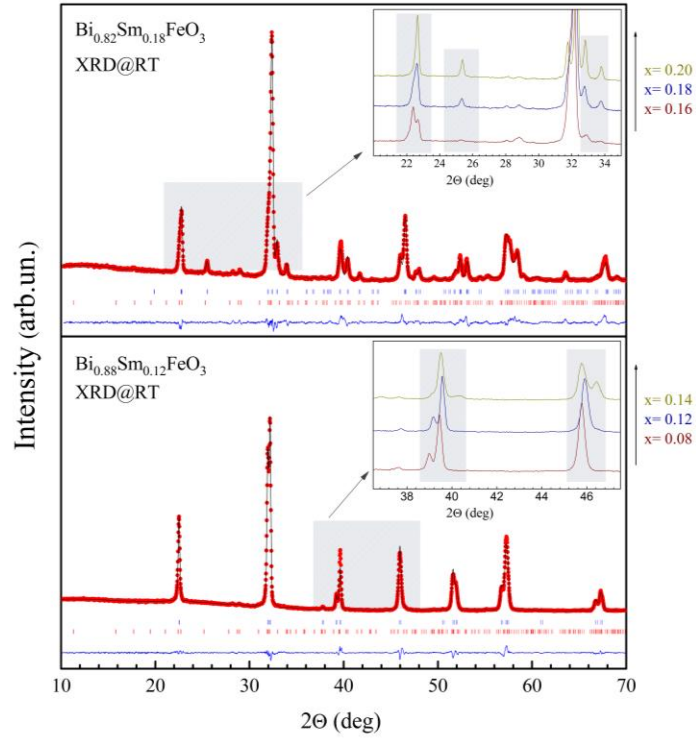 Bi0.82Sm0.18FeO3
XRD@RT
x= 0.20
x= 0.18
x= 0.16
22 24 26 28 30 32 34
2Θ (deg)
Bi0.88Sm0.12FeO3
XRD@RT
x= 0.14
x= 0.12
x= 0.08
38 40 42 44 46
2Θ (deg)
Intensity (arb.un.)
10 20 30 40 50 60 70
2Θ (deg)